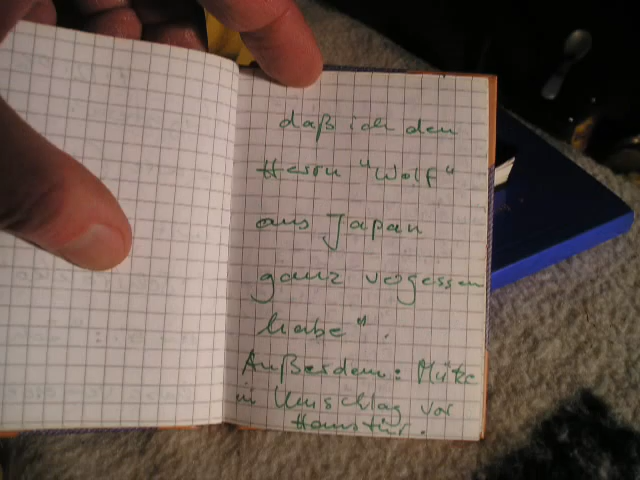 daß ich den
Herrn "Wolf"
aus Japan
ganz vergessen
habe".
Außerdem: Mütze
in Umschlag vor
Haustür.